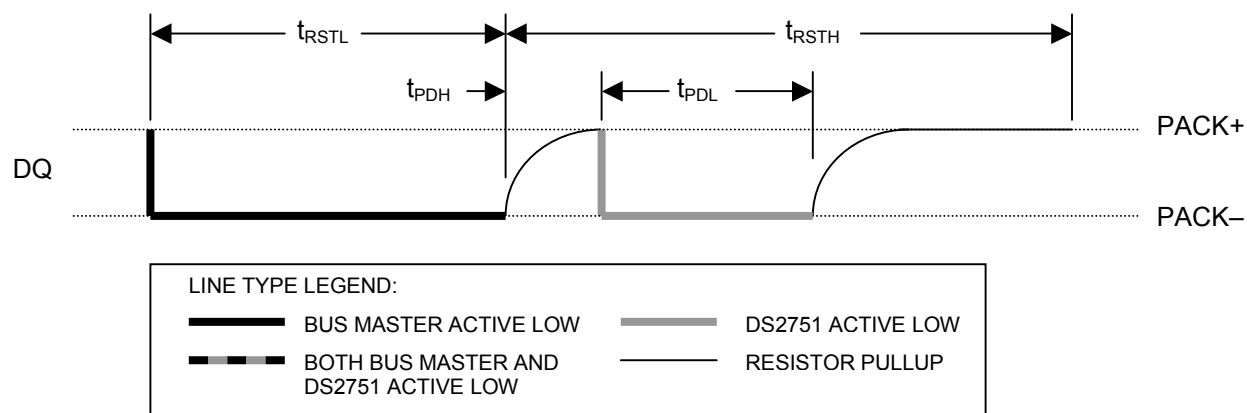 tRSTL
tRSTH
tPDH
tPDL
PACK+
DQ
PACK–
LINE TYPE LEGEND:
BUS MASTER ACTIVE LOW
DS2751 ACTIVE LOW
BOTH BUS MASTER AND
DS2751 ACTIVE LOW
RESISTOR PULLUP